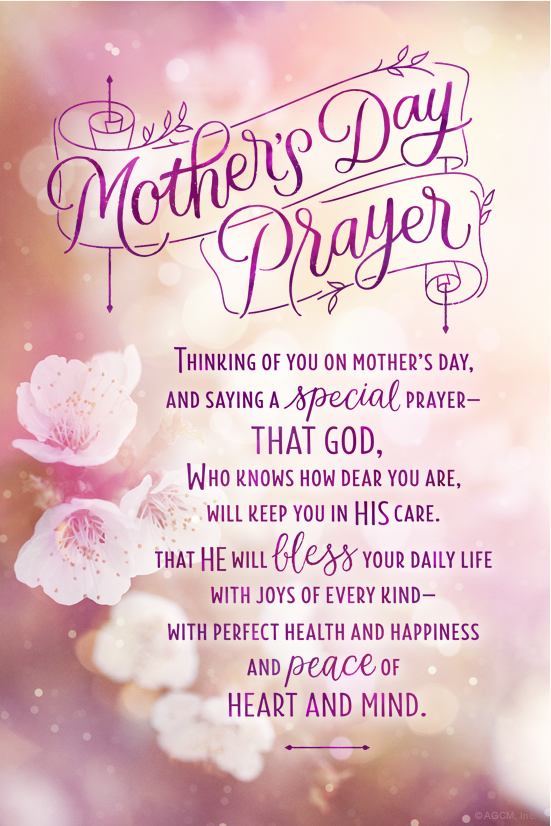 Mother's Day
Prayer
THINKING OF YOU ON MOTHER'S DAY,
AND SAYING A special PRAYER–
THAT GOD,
WHO KNOWS HOW DEAR YOU ARE,
WILL KEEP YOU IN HIS CARE.
THAT HE WILL bless YOUR DAILY LIFE
WITH JOYS OF EVERY KIND–
WITH PERFECT HEALTH AND HAPPINESS
AND peace OF
HEART AND MIND.
©AGCM, Inc.